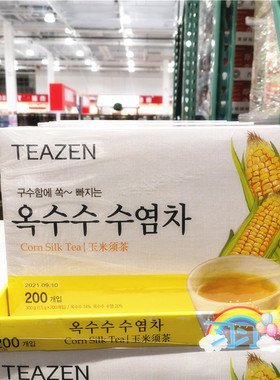 TEAZEN
구수함에 쏙~ 빠지는
옥수수 수염차
Corn Silk Tea | 玉米须茶
2021.09.10
200 개입
옥수수 수염차
200 개입
Corn Silk Tea | 玉米须茶
TEAZEN